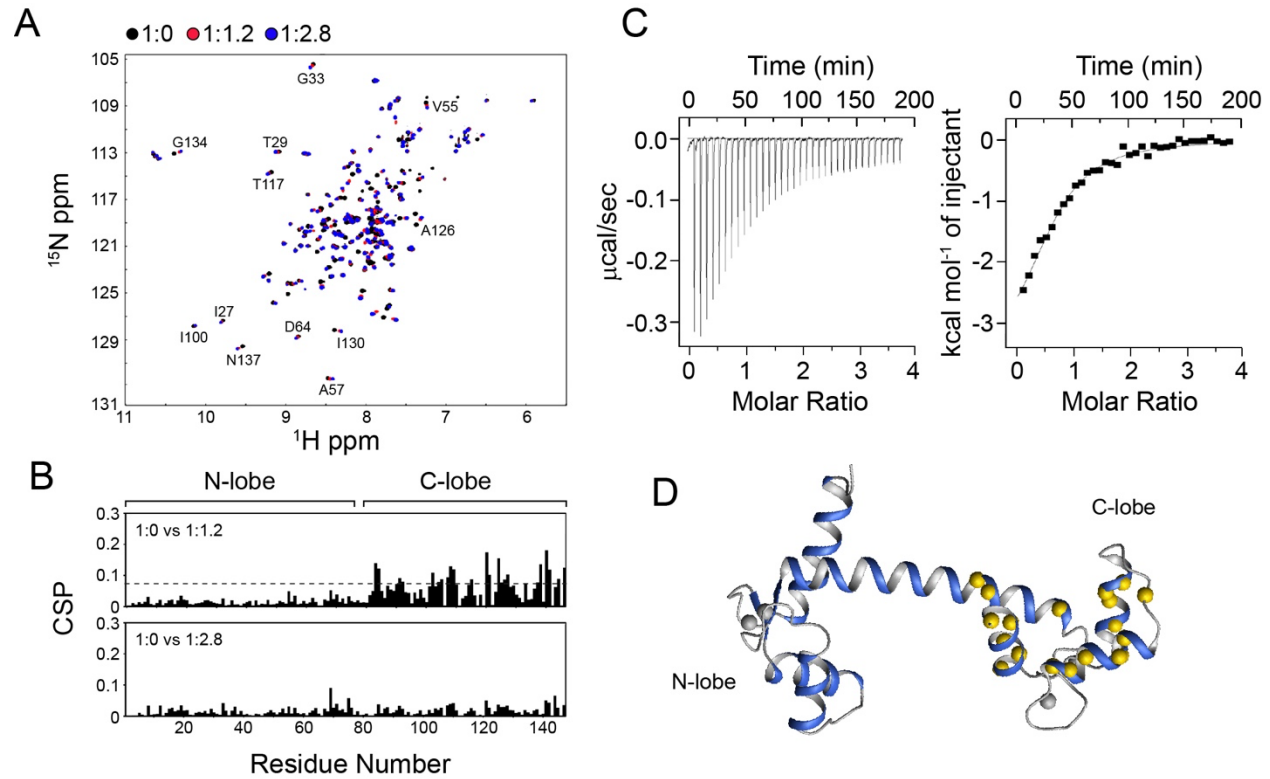 A
1:0 1:1.2 1:2.8
105
109
113
117
121
125
129
131
15N ppm
G33
V55
G134
T29
T117
A126
I27
I100
D64
I130
N137
A57
11 10 9 8 7 6
1H ppm
B
N-lobe C-lobe
0.3
0.2
0.1
0
1:0 vs 1:1.2
0.3
0.2
0.1
0
1:0 vs 1:2.8
CSP
20 40 60 80 100 120 140
Residue Number
C
Time (min)
0 50 100 150 200
0.0
-0.1
-0.2
-0.3
µcal/sec
0 1 2 3 4
Molar Ratio
Time (min)
0 50 100 150 200
0
-1
-2
-3
kcal mol-1 of injectant
0 1 2 3 4
Molar Ratio
D
C-lobe
N-lobe